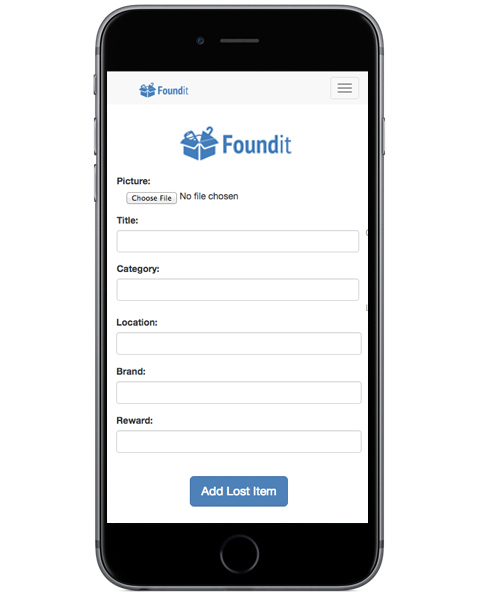 Foundit
Foundit
Picture:
Choose File No file chosen
Title:
Category:
Location:
Brand:
Reward:
Add Lost Item